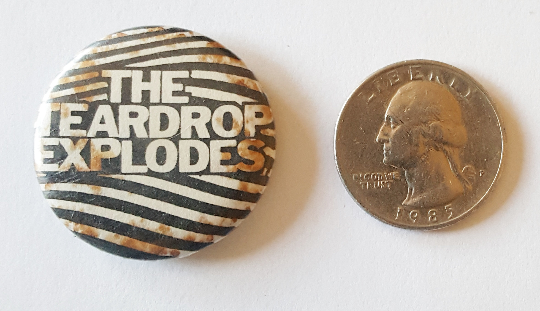 THE
TEARDROP
EXPLODES
LIBERTY
IN GOD WE
TRUST
1985